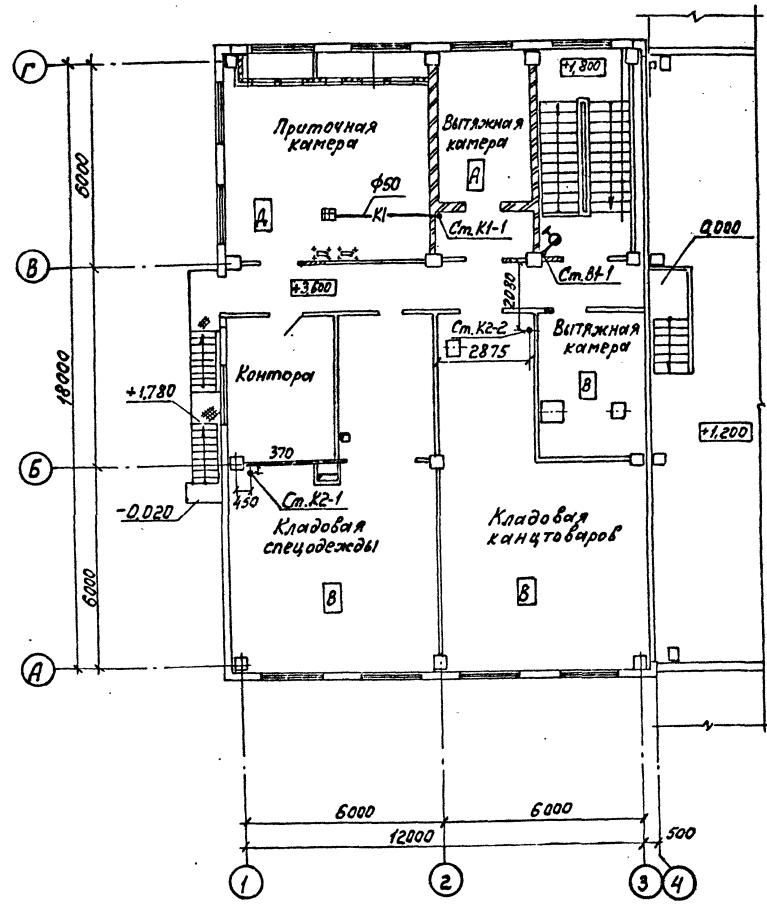 Г
+1,800
Приточная
камера
Вытяжная
камера
А
6000
ф50
К1
Д
Ст. К1-1
В
0,000
Ст. В1-1
+3,600
2080
Ст. К2-2
Вытяжная
камера
2875
18000
Контора
+1,780
В
+1,200
370
Б
Ст. К2-1
450
-0,020
Кладовая
спецодежды
Кладовая
канцтоваров
6000
В
В
А
6000
6000
12000
500
1
2
3
4